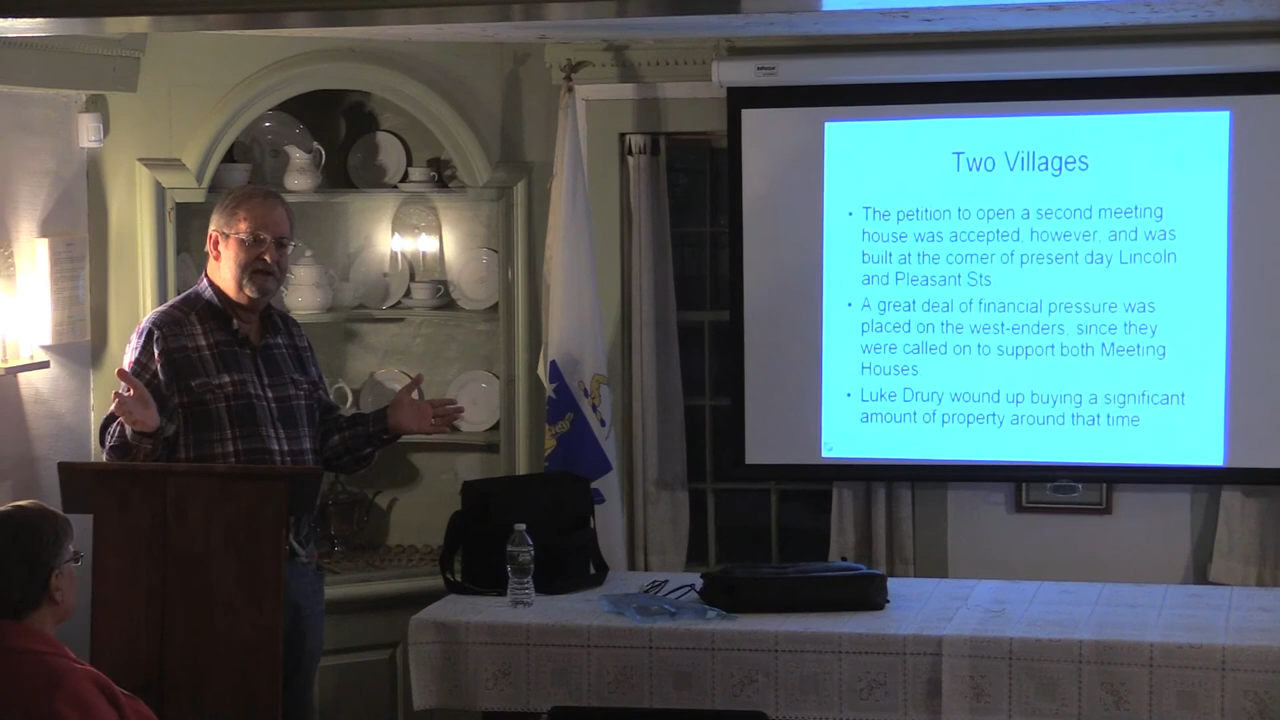 Two Villages
• The petition to open a second meeting
house was accepted, however, and was
built at the corner of present day Lincoln
and Pleasant Sts
• A great deal of financial pressure was
placed on the west-enders, since they
were called on to support both Meeting
Houses
• Luke Drury wound up buying a significant
amount of property around that time